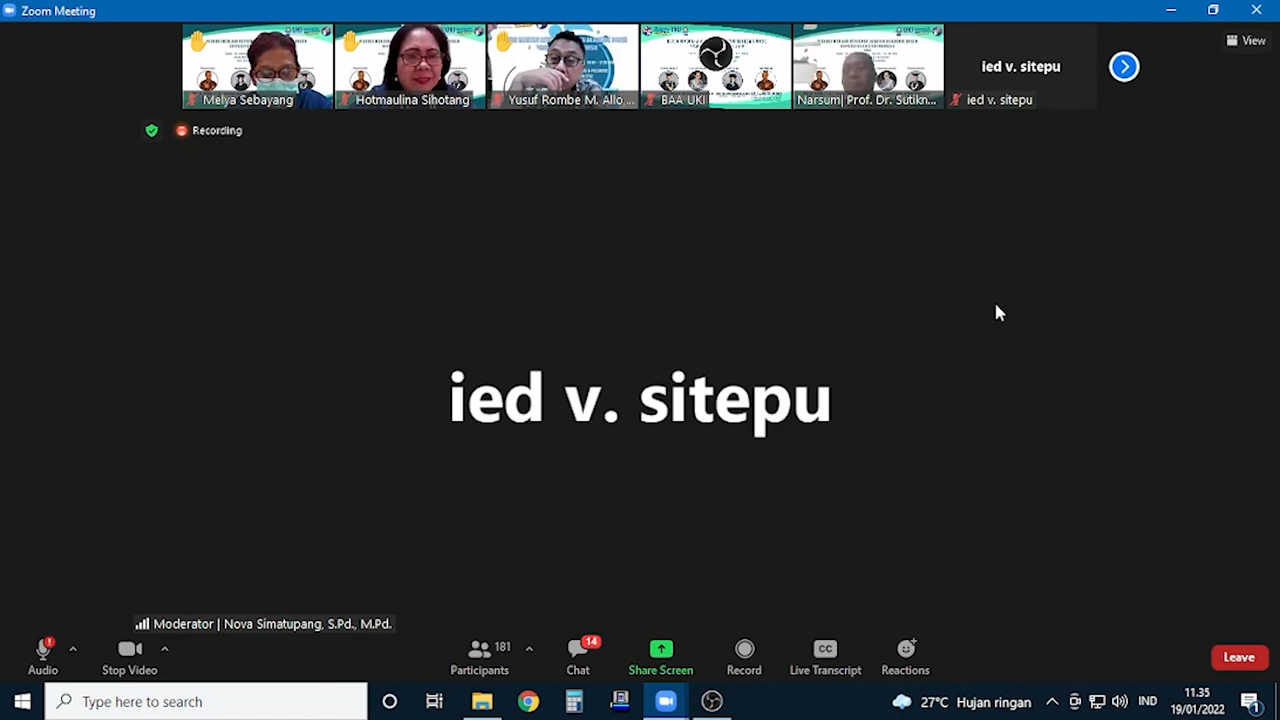 Zoom Meeting
Melya Sebayang
Hotmaulina Sihotang
Yusuf Rombe M. Allo,...
BAA UKI
Narsum| Prof. Dr. Sutikn...
ied v. sitepu
ied v. sitepu
View
Recording
ied v. sitepu
Moderator | Nova Simatupang, S.Pd., M.Pd.
Audio
Stop Video
181
Participants
14
Chat
Share Screen
Record
CC
Live Transcript
Reactions
Leave
Type here to search
27°C Hujan ringan
IND
11.35
19/01/2022
1